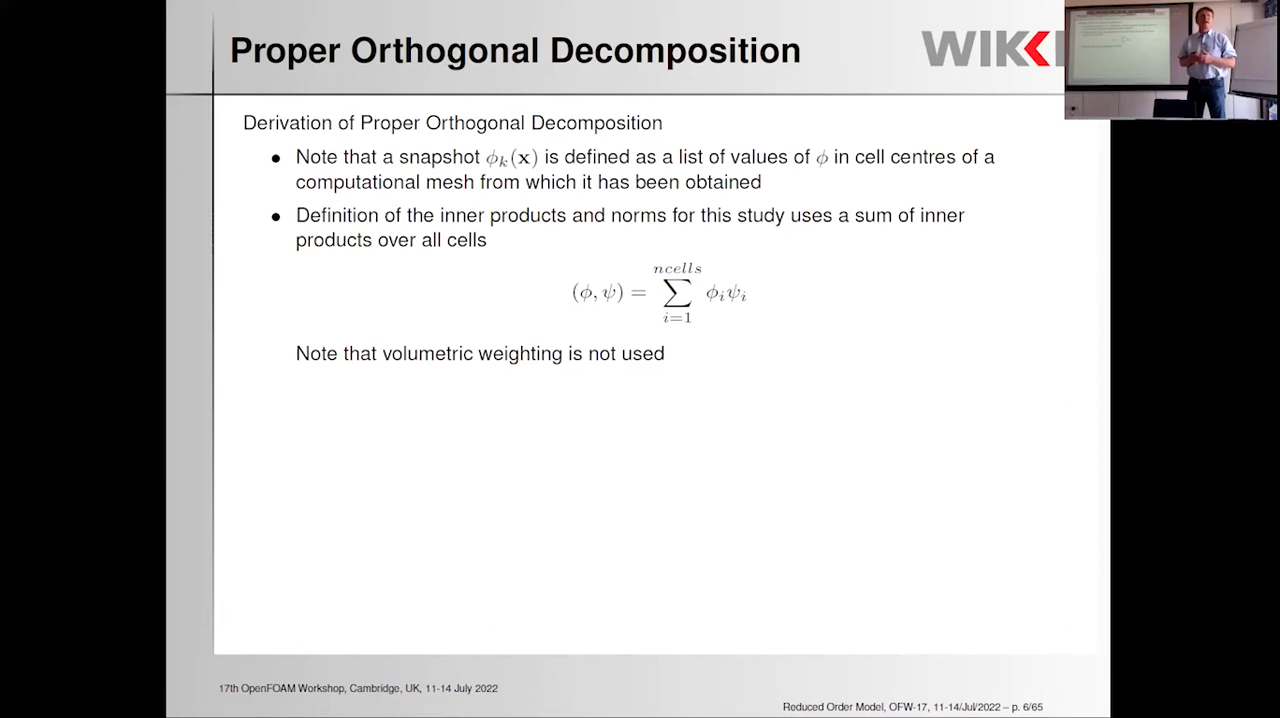 Proper Orthogonal Decomposition
WIKK
Derivation of Proper Orthogonal Decomposition
• Note that a snapshot ϕₖ(𝐱) is defined as a list of values of ϕ in cell centres of a
computational mesh from which it has been obtained
• Definition of the inner products and norms for this study uses a sum of inner
products over all cells
(ϕ, ψ) = ∑_{i=1}^{ncells} ϕᵢψᵢ
Note that volumetric weighting is not used
17th OpenFOAM Workshop, Cambridge, UK, 11-14 July 2022
Reduced Order Model, OFW-17, 11-14/Jul/2022 – p. 6/65